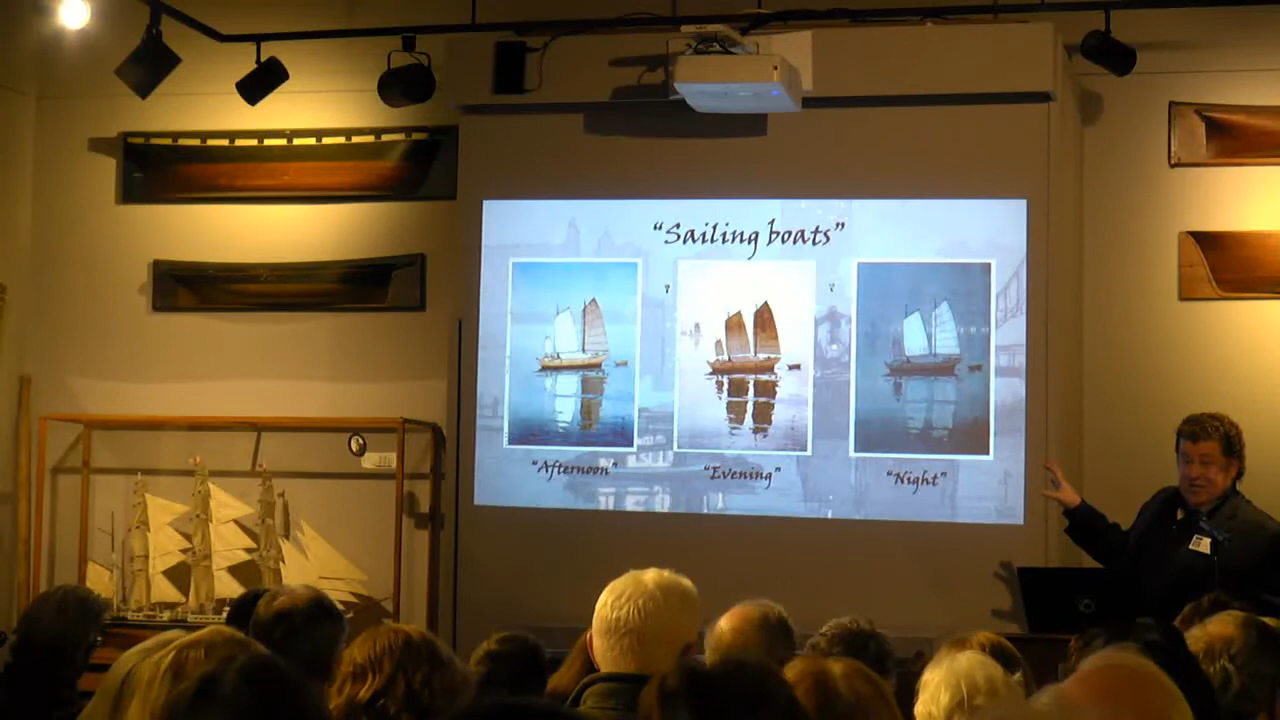 “Sailing boats”
“Afternoon”
“Evening”
“Night”